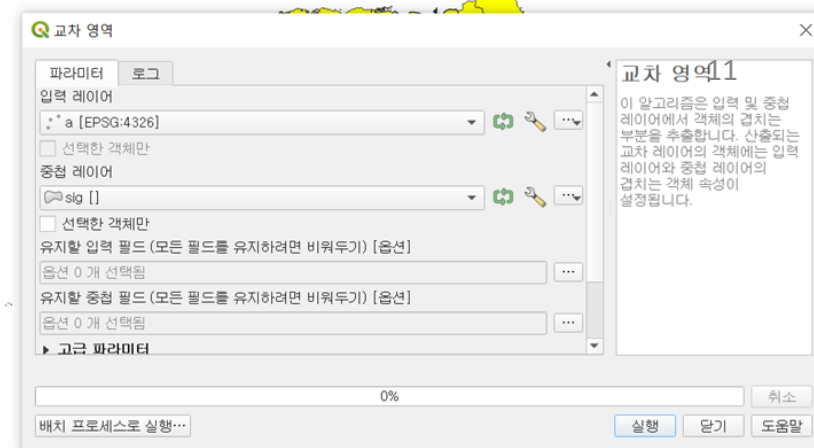 교차 영역
파라미터 로그
입력 레이어
a [EPSG:4326]
선택한 객체만
중첩 레이어
sig []
선택한 객체만
유지할 입력 필드 (모든 필드를 유지하려면 비워두기) [옵션]
옵션 0 개 선택됨
유지할 중첩 필드 (모든 필드를 유지하려면 비워두기) [옵션]
옵션 0 개 선택됨
고급 파라미터
교차 영역11
이 알고리즘은 입력 및 중첩
레이어에서 객체의 겹치는
부분을 추출합니다. 산출되는
교차 레이어의 객체에는 입력
레이어와 중첩 레이어의
겹치는 객체 속성이
설정됩니다.
0%
취소
배치 프로세스로 실행…
실행 닫기 도움말